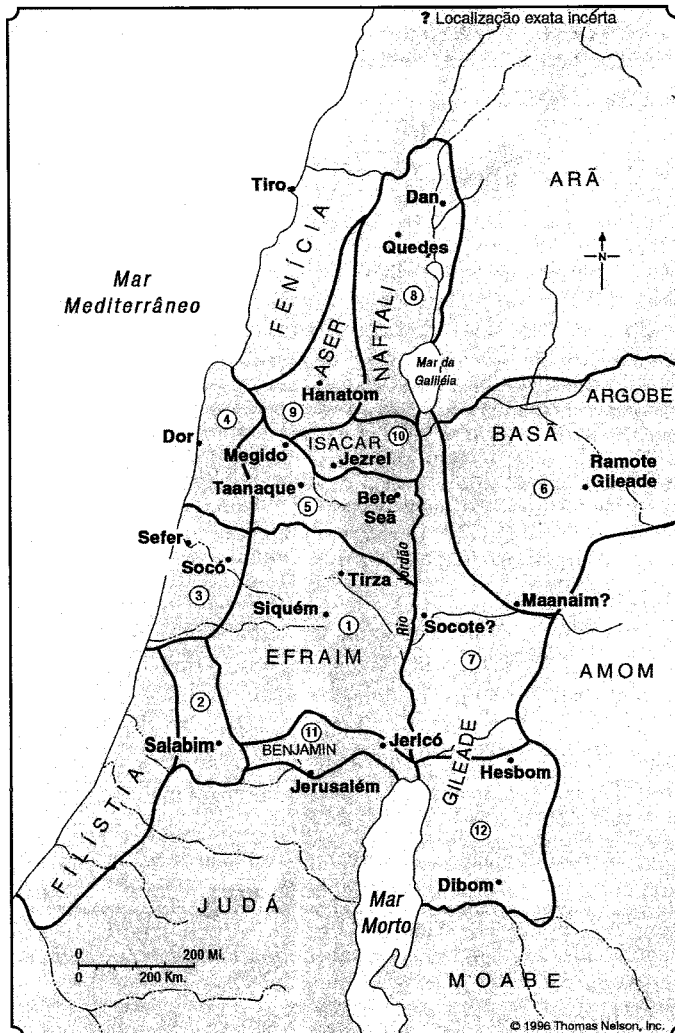 ? Localização exata incerta
ARÃ
Tiro
Dan
FENÍCIA
Quedes
N
Mar
Mediterrâneo
8
NAFTALI
ASER
Mar da
Galiléia
Hanatom
ARGOBE
4
9
ISACAR
10
BASÃ
Dor
Megido
Jezrel
Ramote
Gileade
Taanaque
5
Bete
Seã
6
Sefer
Socó
Tirza
Rio Jordão
3
Maanaim?
Siquém
1
Socote?
EFRAIM
7
AMOM
2
11
Salabim
BENJAMIN
Jericó
GILEADE
Jerusalém
Hesbom
FILÍSTIA
12
JUDÁ
Dibom
Mar
Morto
0 200 Mi.
0 200 Km.
MOABE
© 1996 Thomas Nelson, Inc.